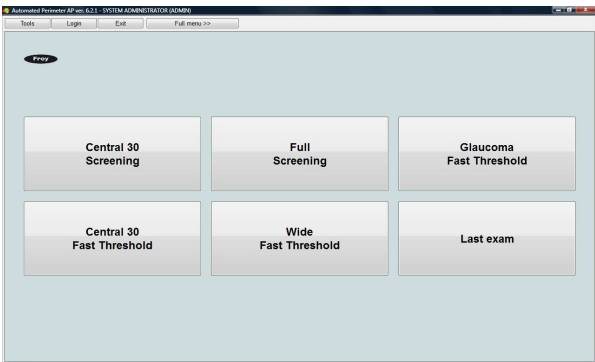 Automated Perimeter AP ver. 6.2.1 - SYSTEM ADMINISTRATOR (ADMIN)
Tools Login Exit Full menu >>
Frey
Central 30
Screening
Full
Screening
Glaucoma
Fast Threshold
Central 30
Fast Threshold
Wide
Fast Threshold
Last exam